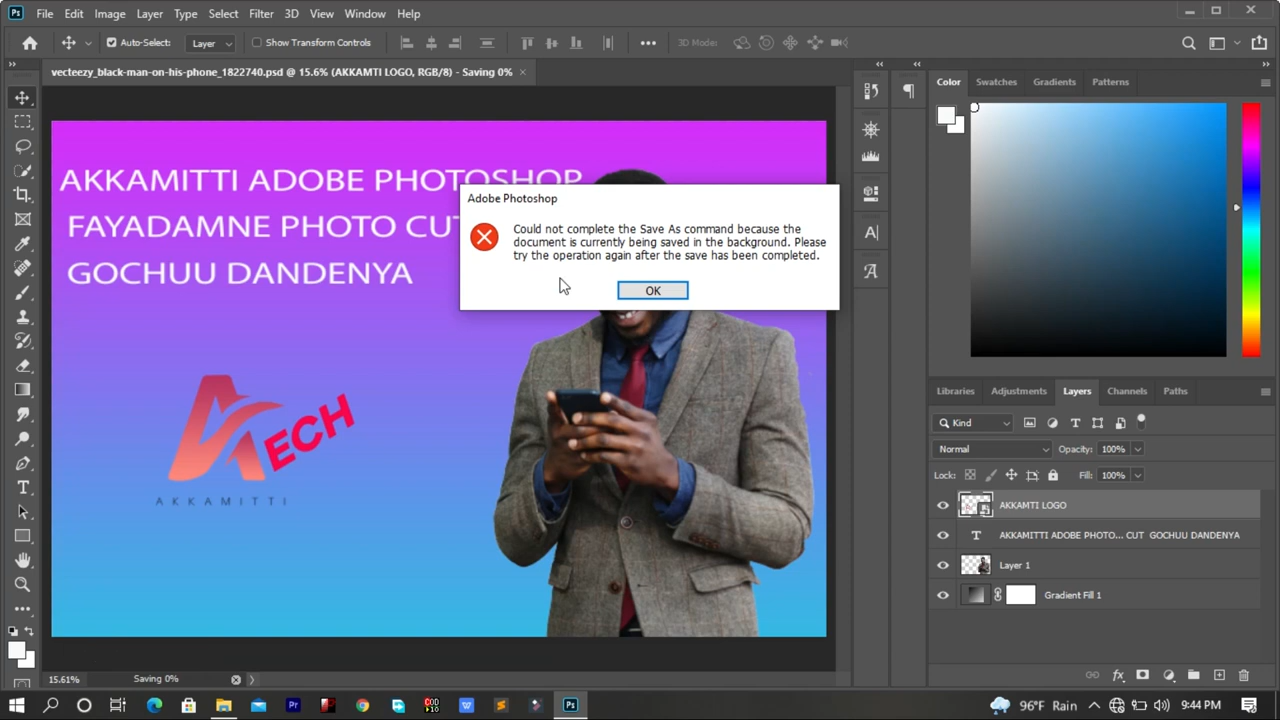 Ps File Edit Image Layer Type Select Filter 3D View Window Help
Auto-Select: Layer Show Transform Controls 3D Mode:
vecteezy_black-man-on-his-phone_1822740.psd @ 15.6% (AKKAMTI LOGO, RGB/8) - Saving 0%
Color Swatches Gradients Patterns
AKKAMITTI ADOBE PHOTOSHOP
FAYADAMNE PHOTO CUT
GOCHUU DANDENYA
Adobe Photoshop
Could not complete the Save As command because the
document is currently being saved in the background. Please
try the operation again after the save has been completed.
OK
AECH
AKKAMITTI
Libraries Adjustments Layers Channels Paths
Kind
Normal Opacity: 100%
Lock: Fill: 100%
AKKAMTI LOGO
AKKAMITTI ADOBE PHOTO... CUT GOCHUU DANDENYA
Layer 1
Gradient Fill 1
15.61% Saving 0%
96°F Rain 9:44 PM